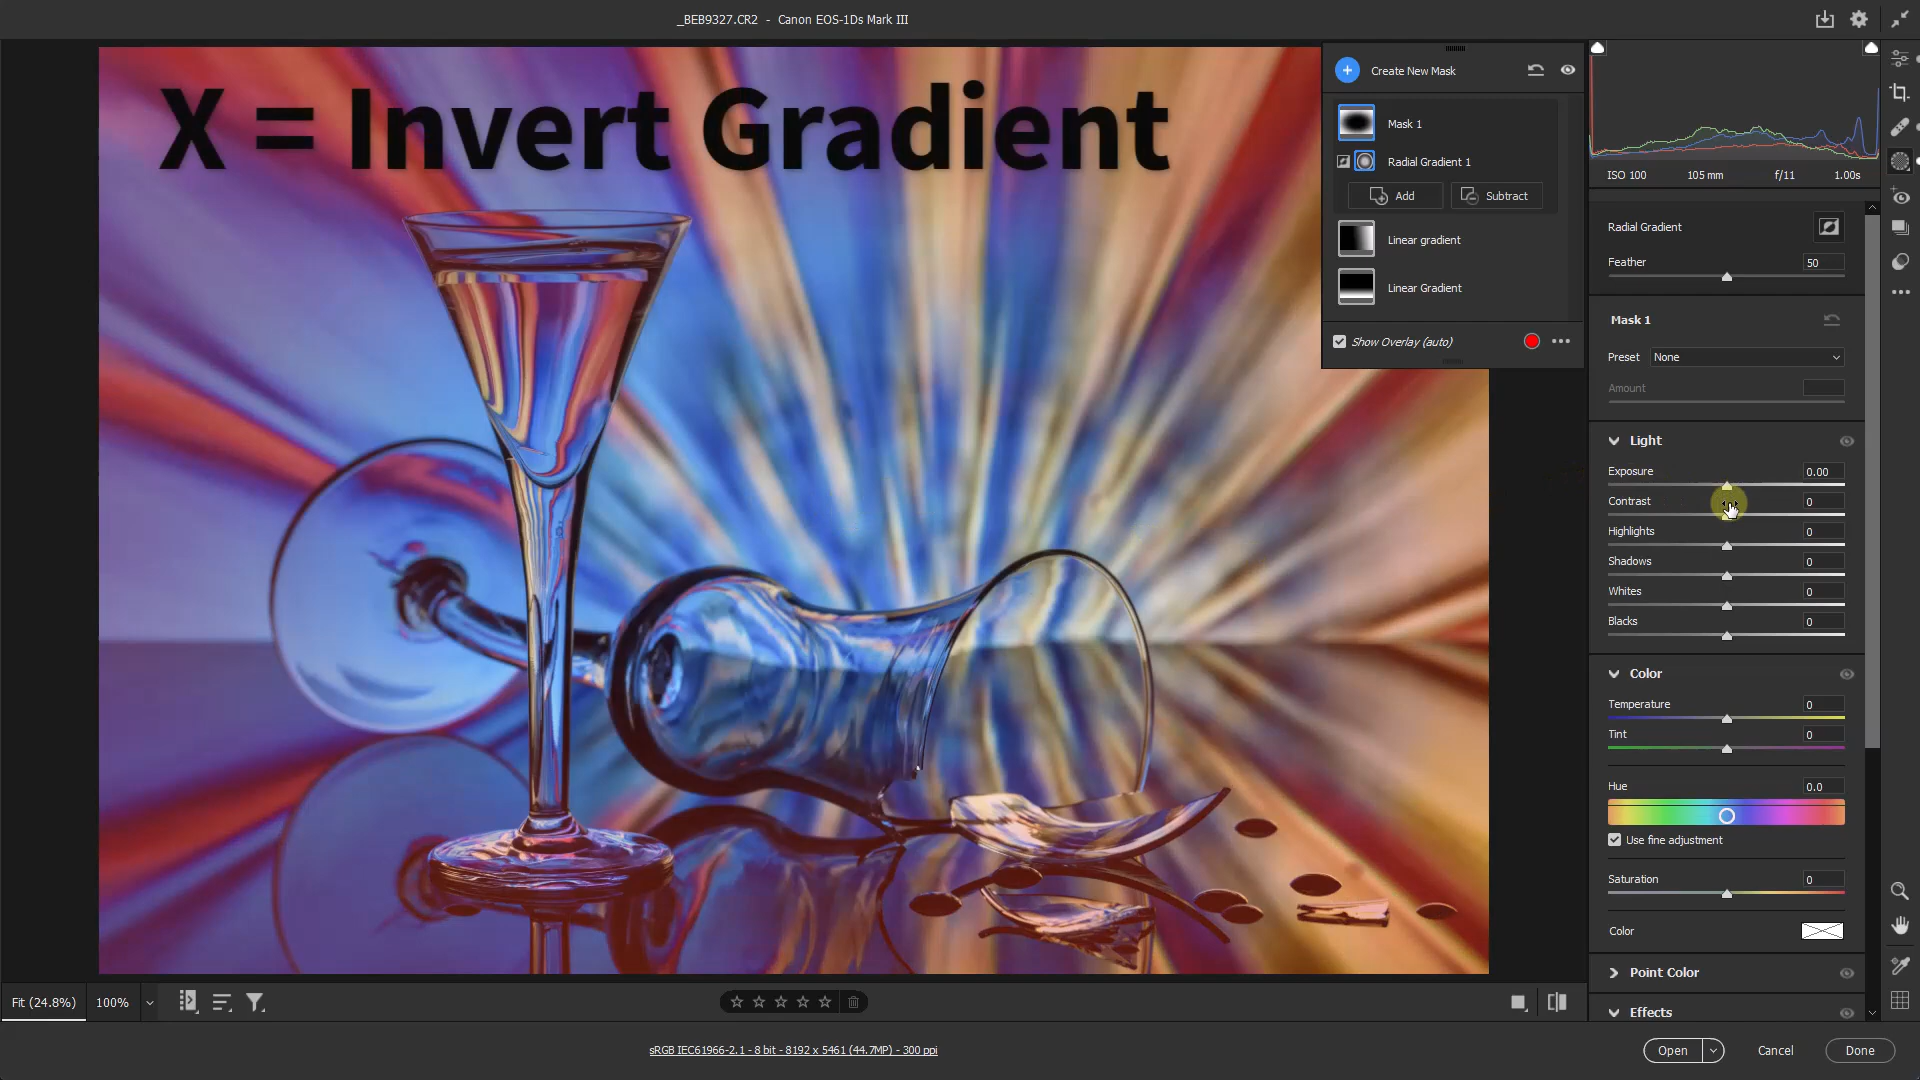 _BEB9327.CR2 - Canon EOS-1Ds Mark III
X = Invert Gradient
Create New Mask
Mask 1
Radial Gradient 1
Add
Subtract
Linear gradient
Linear Gradient
Show Overlay (auto)
ISO 100
105 mm
f/11
1.00s
Radial Gradient
Feather
50
Mask 1
Preset
None
Amount
Light
Exposure
0.00
Contrast
0
Highlights
0
Shadows
0
Whites
0
Blacks
0
Color
Temperature
0
Tint
0
Hue
0.0
Use fine adjustment
Saturation
0
Color
Point Color
Effects
Fit (24.8%)
100%
sRGB IEC61966-2.1 - 8 bit - 8192 x 5461 (44.7MP) - 300 ppi
Open
Cancel
Done